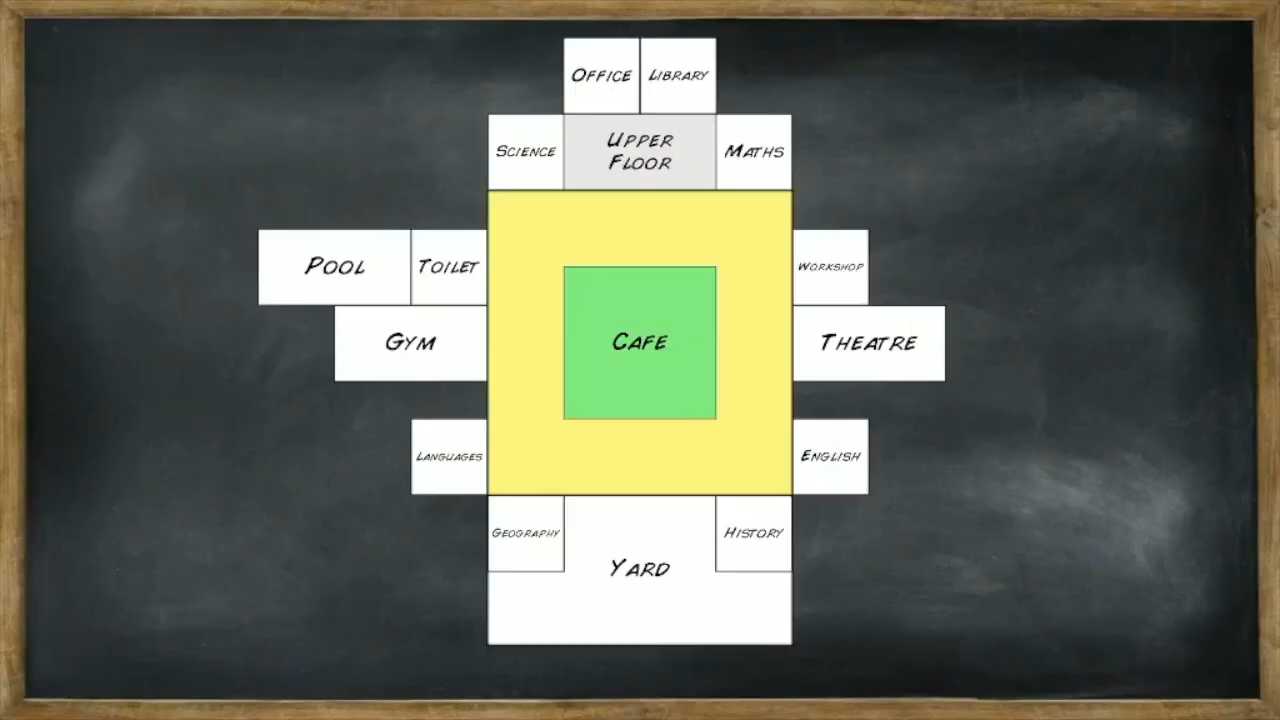 OFFICE
LIBRARY
SCIENCE
UPPER
FLOOR
MATHS
POOL
TOILET
WORKSHOP
GYM
CAFE
THEATRE
LANGUAGES
ENGLISH
GEOGRAPHY
HISTORY
YARD